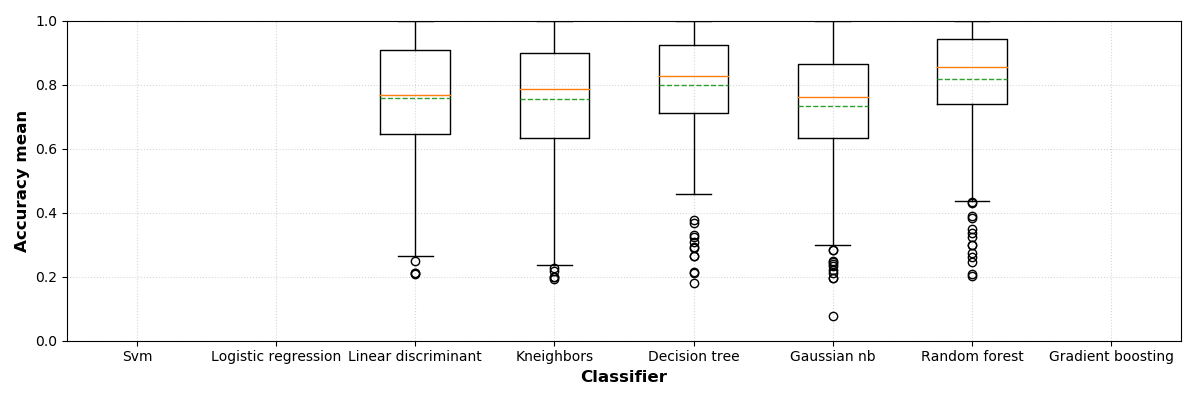 1.0
0.8
0.6
0.4
0.2
0.0
Accuracy mean
Svm Logistic regression Linear discriminant Kneighbors Decision tree Gaussian nb Random forest Gradient boosting
Classifier